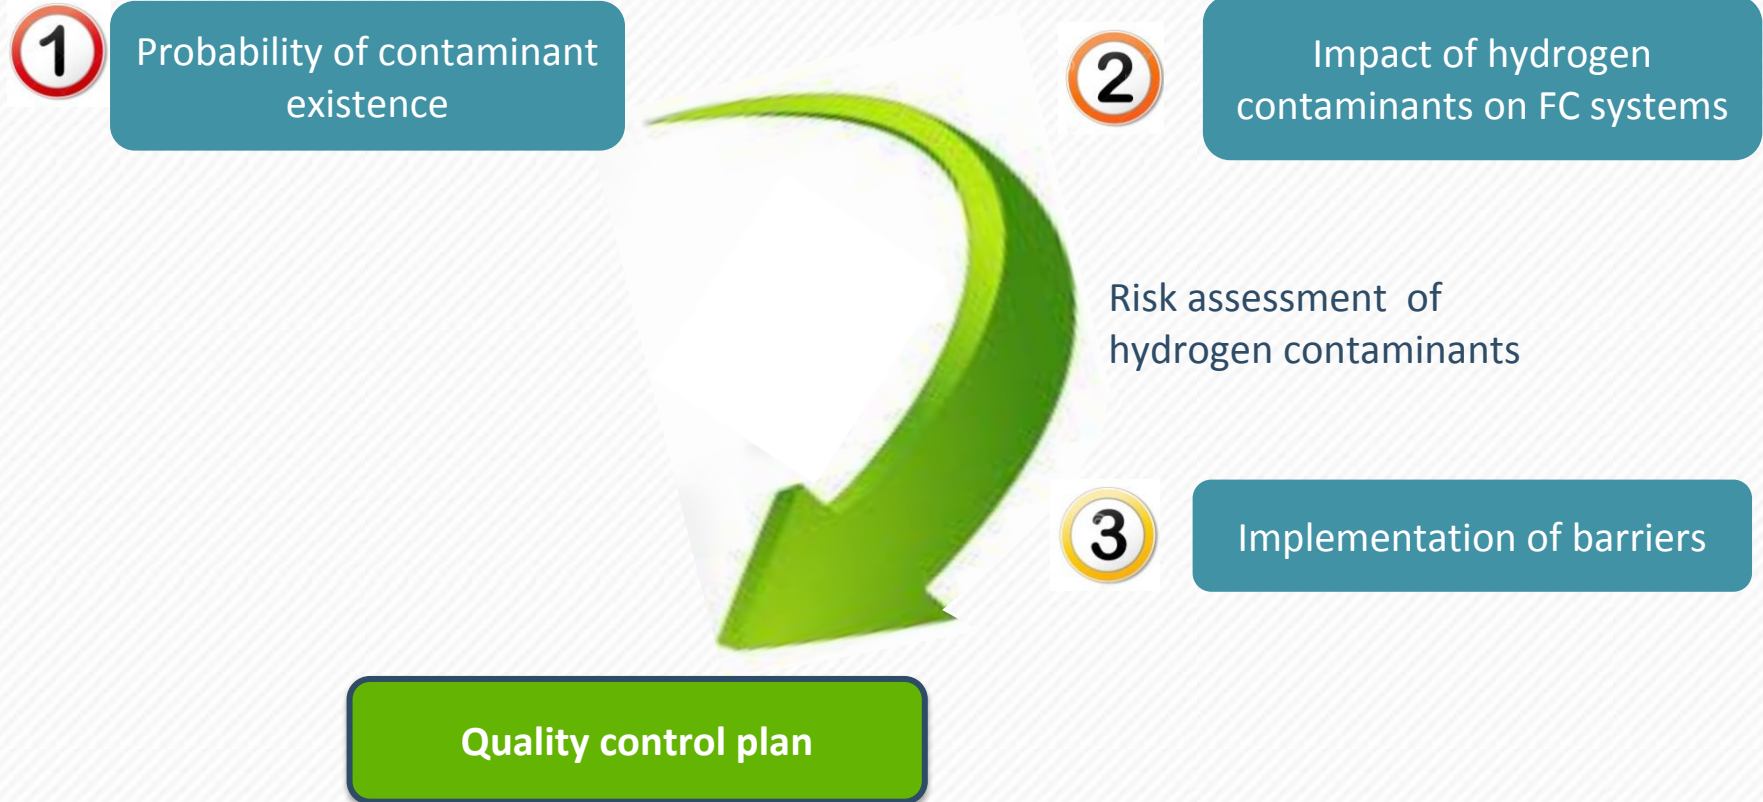 1
Probability of contaminant
existence
2
Impact of hydrogen
contaminants on FC systems
Risk assessment of
hydrogen contaminants
3
Implementation of barriers
Quality control plan